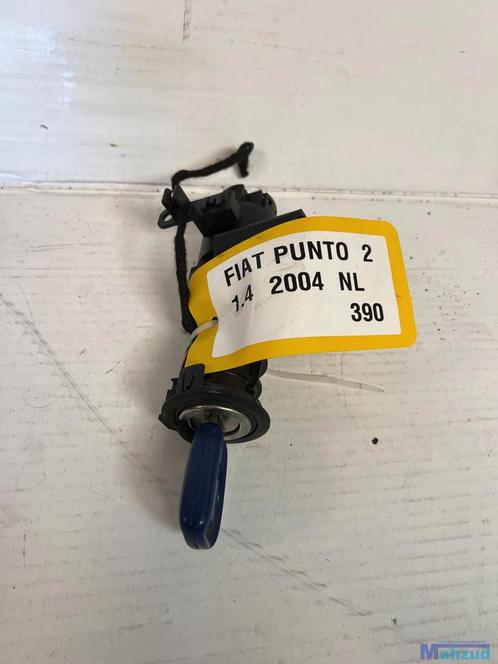 FIAT PUNTO 2
1.4 2004 NL
390
Mahzud